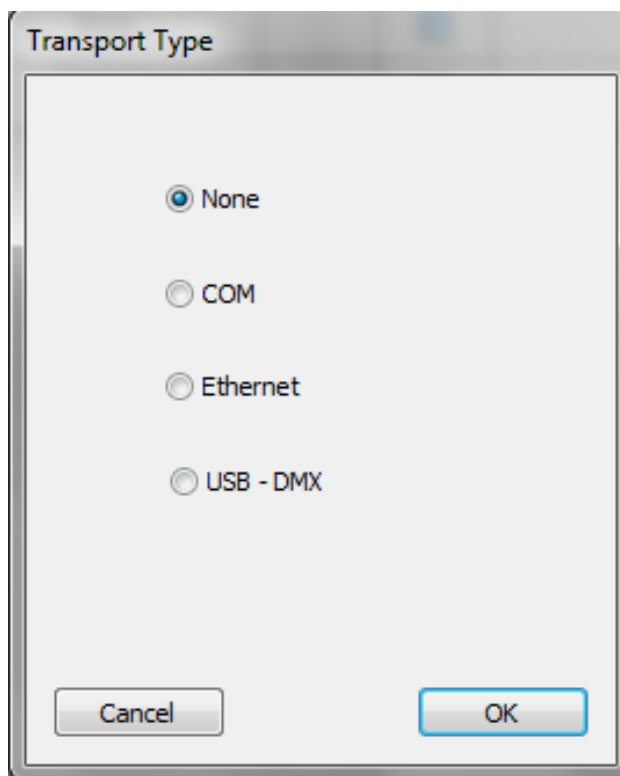 Transport Type
None
COM
Ethernet
USB - DMX
Cancel OK